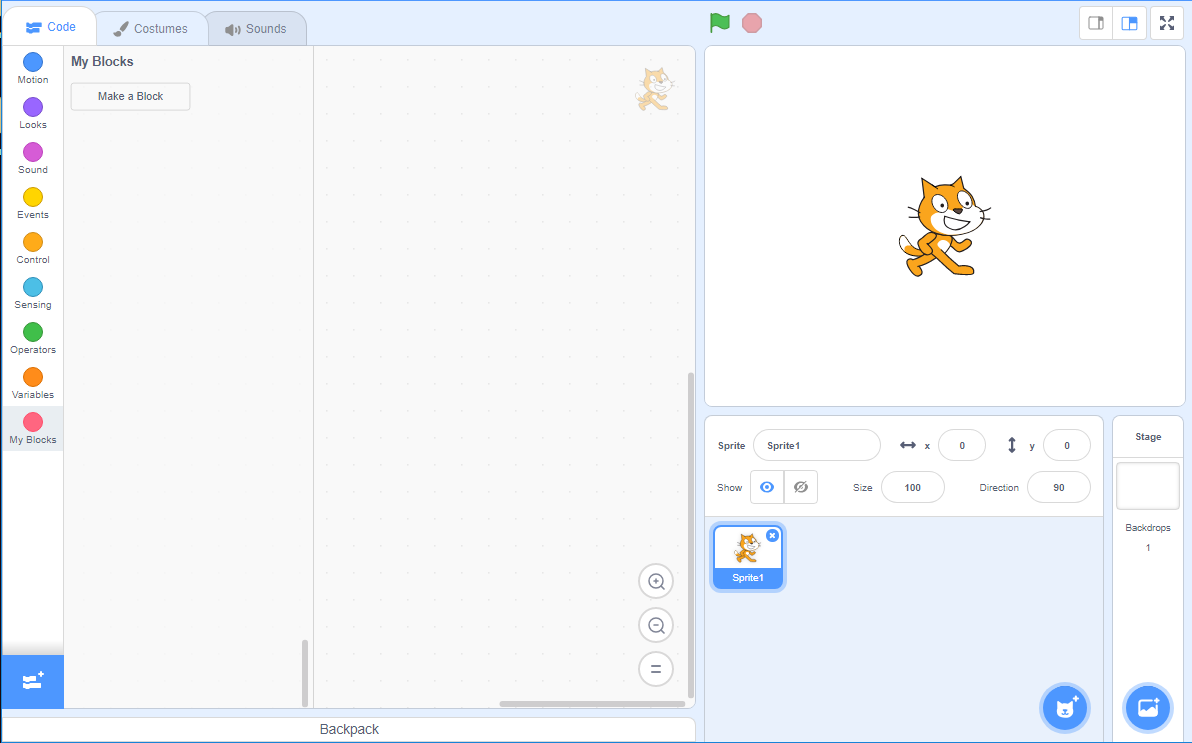 Code
Costumes
Sounds
Motion
Looks
Sound
Events
Control
Sensing
Operators
Variables
My Blocks
My Blocks
Make a Block
Backpack
Sprite
Sprite1
x
0
y
0
Show
Size
100
Direction
90
Sprite1
Stage
Backdrops
1